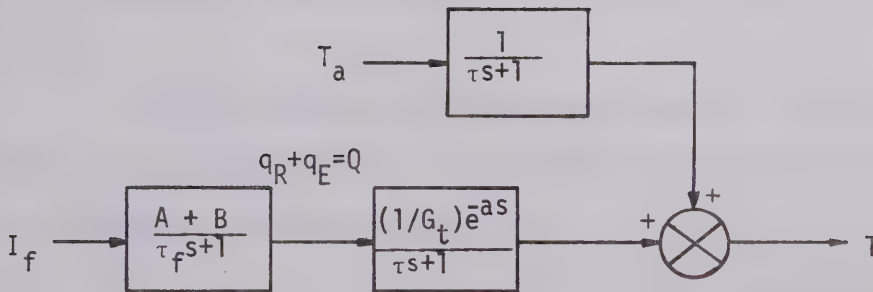 T_a
1
τs+1
q_R+q_E=Q
+
I_f
A + B
τ_f s+1
(1/G_t)e^-as
τs+1
+
T